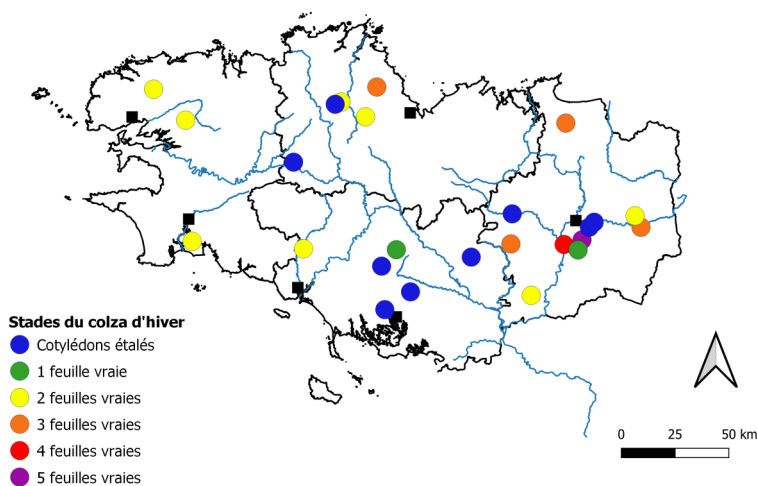 Stades du colza d'hiver
Cotylédons étalés
1 feuille vraie
2 feuilles vraies
3 feuilles vraies
4 feuilles vraies
5 feuilles vraies
0 25 50 km